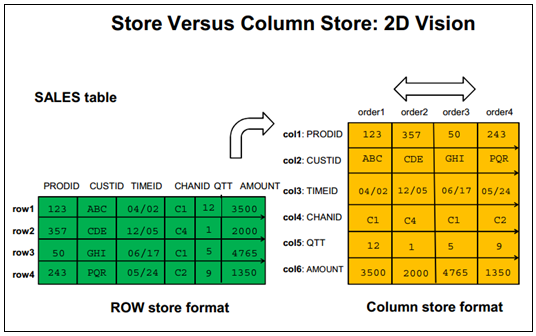 Store Versus Column Store: 2D Vision
SALES table
PRODID CUSTID TIMEID CHANID QTT AMOUNT
row1 123 ABC 04/02 C1 12 3500
row2 357 CDE 12/05 C4 1 2000
row3 50 GHI 06/17 C1 5 4765
row4 243 PQR 05/24 C2 9 1350
ROW store format
order1 order2 order3 order4
col1: PRODID 123 357 50 243
col2: CUSTID ABC CDE GHI PQR
col3: TIMEID 04/02 12/05 06/17 05/24
col4: CHANID C1 C4 C1 C2
col5: QTT 12 1 5 9
col6: AMOUNT 3500 2000 4765 1350
Column store format